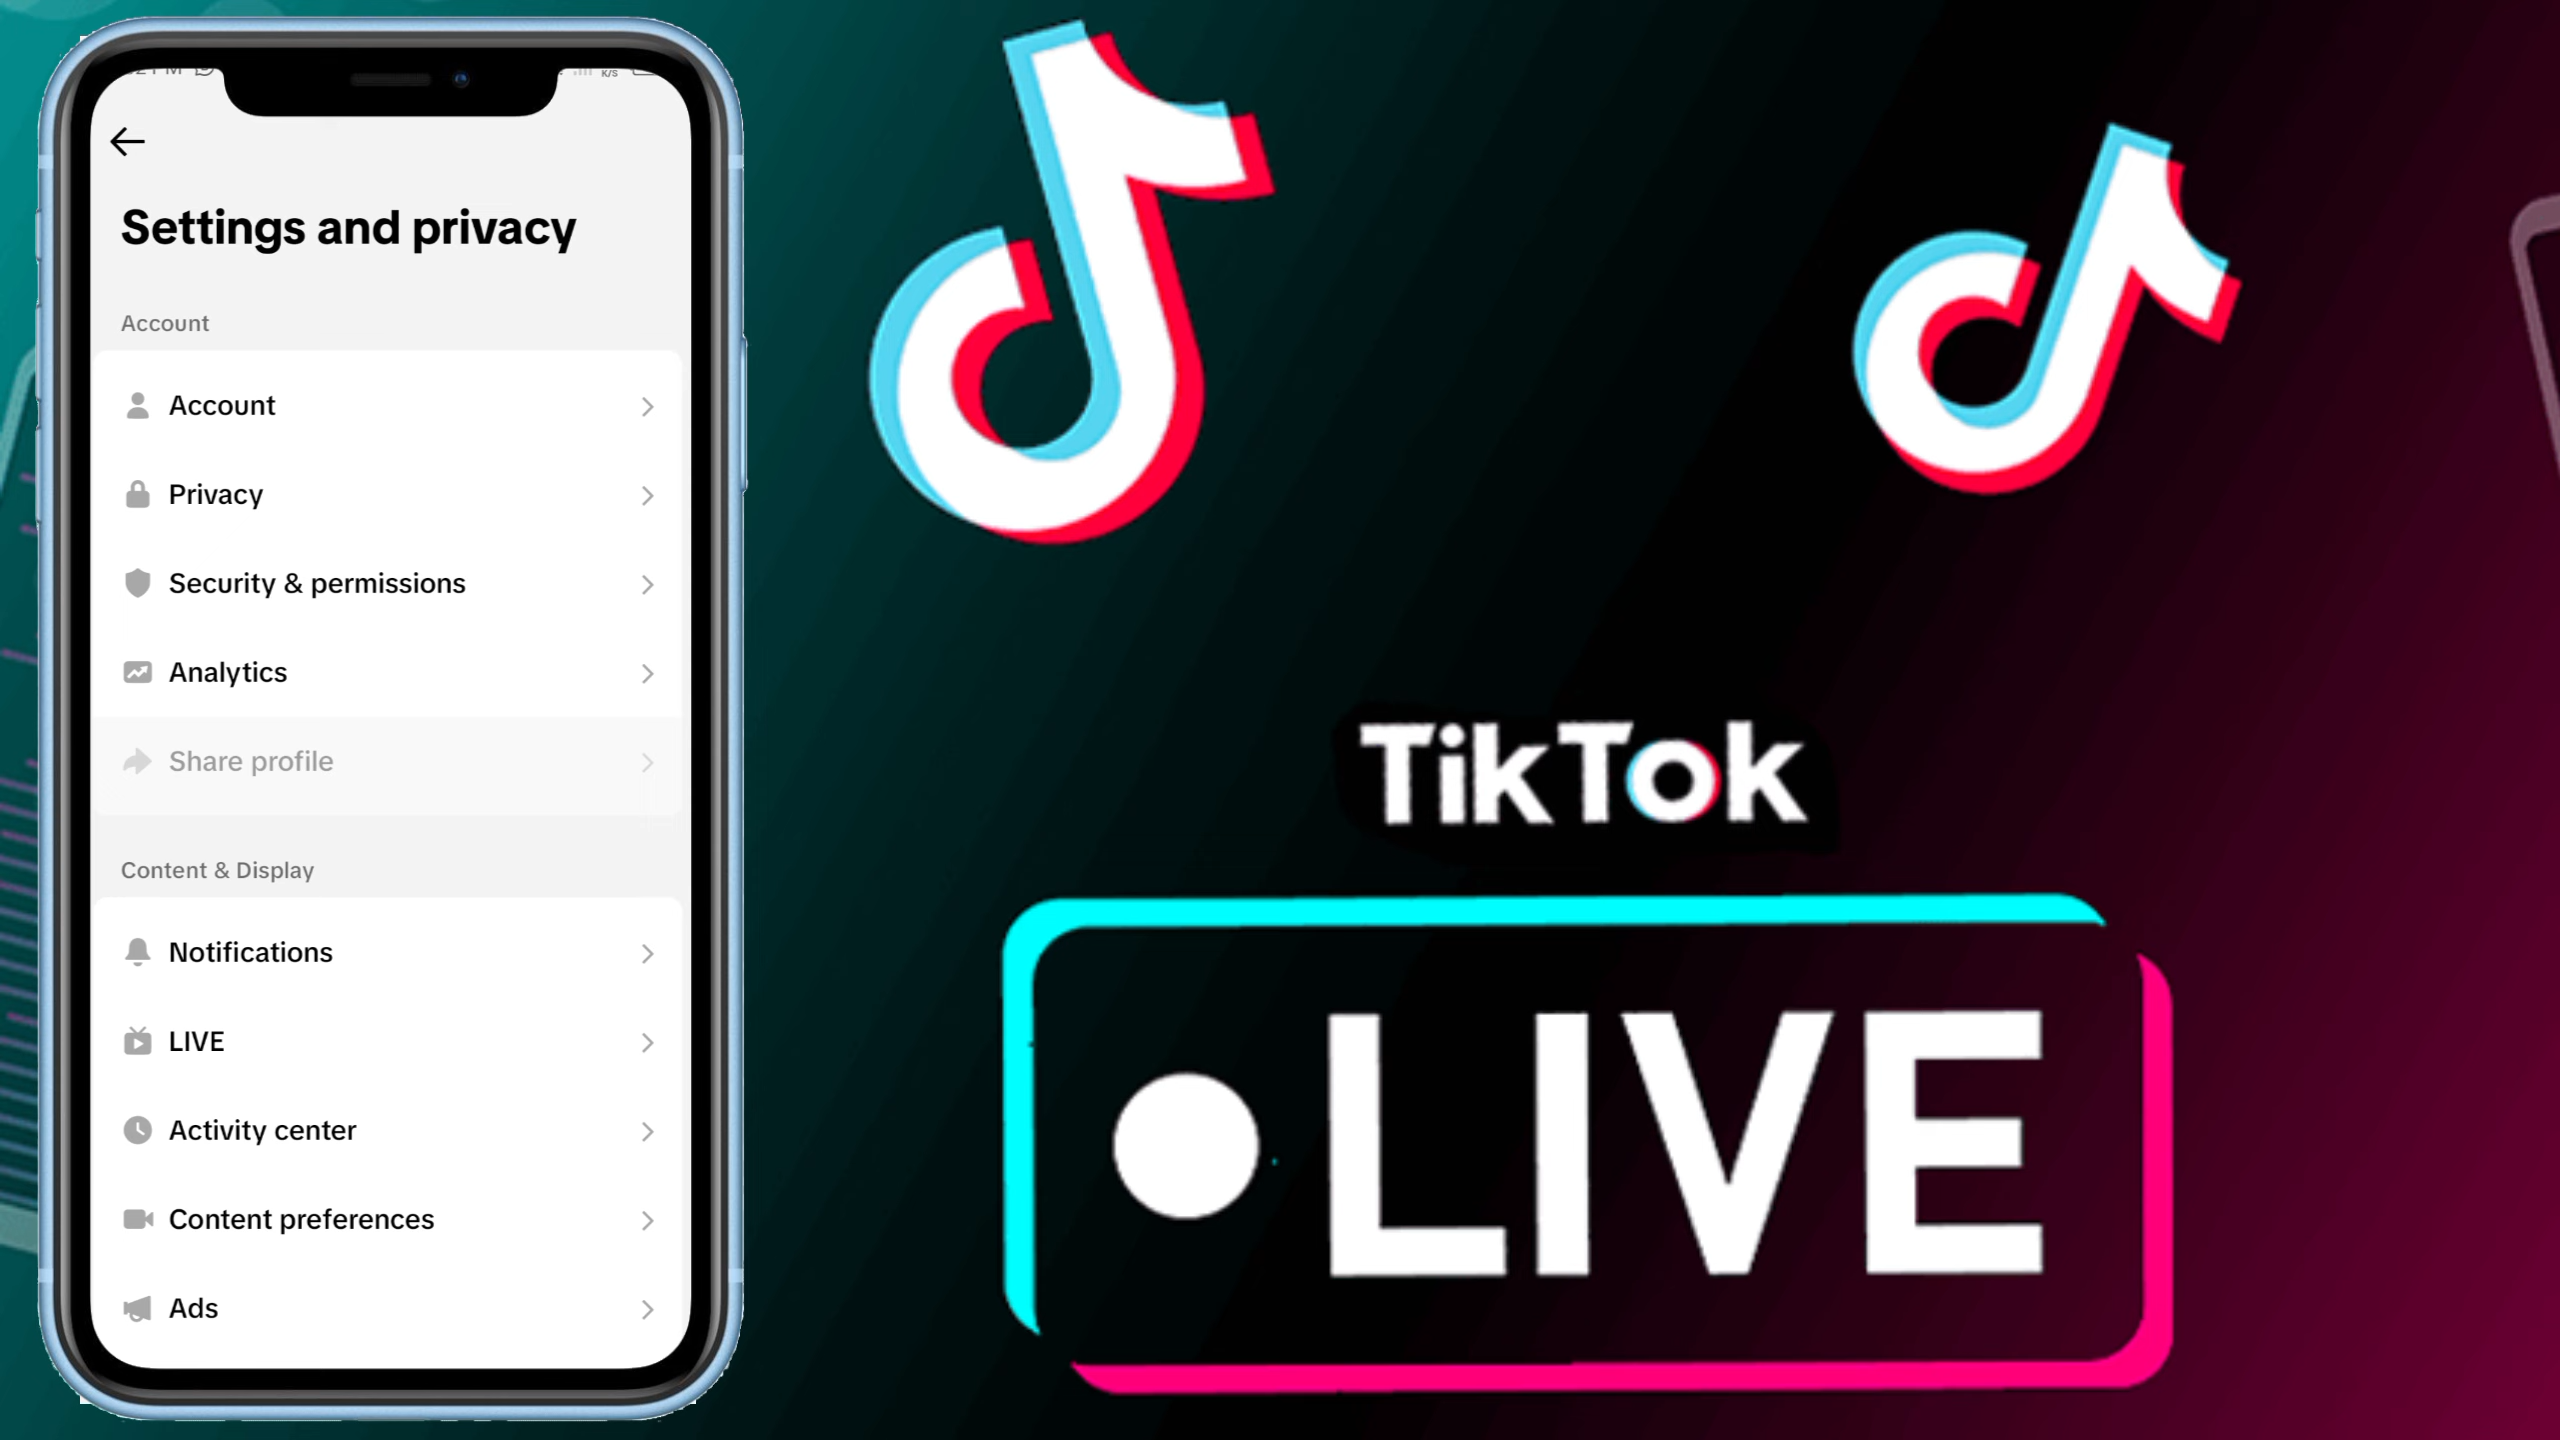 K/S
Settings and privacy
Account
Account
Privacy
Security & permissions
Analytics
Share profile
Content & Display
Notifications
LIVE
Activity center
Content preferences
Ads
TikTok
LIVE